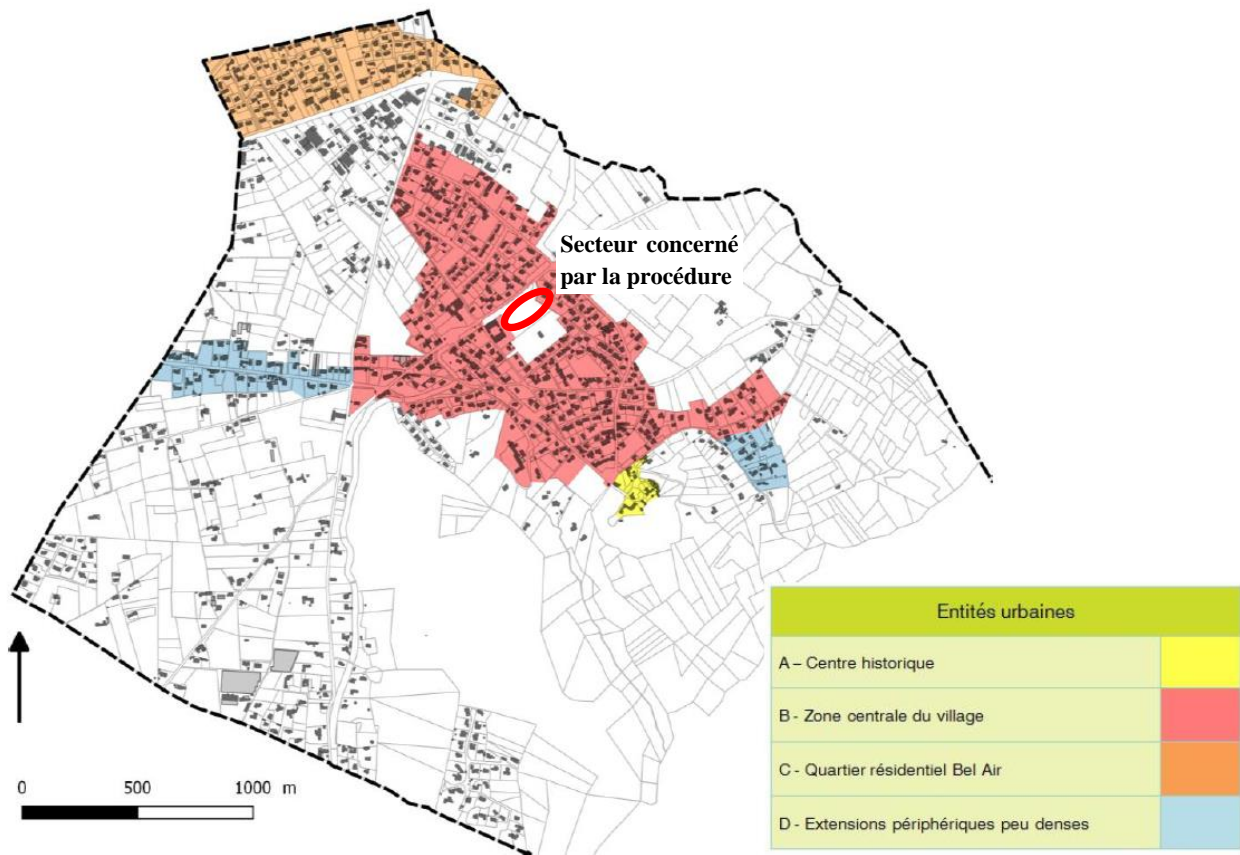 Secteur concerné
par la procédure
0 500 1000 m
Entités urbaines
A – Centre historique
B - Zone centrale du village
C - Quartier résidentiel Bel Air
D - Extensions périphériques peu denses